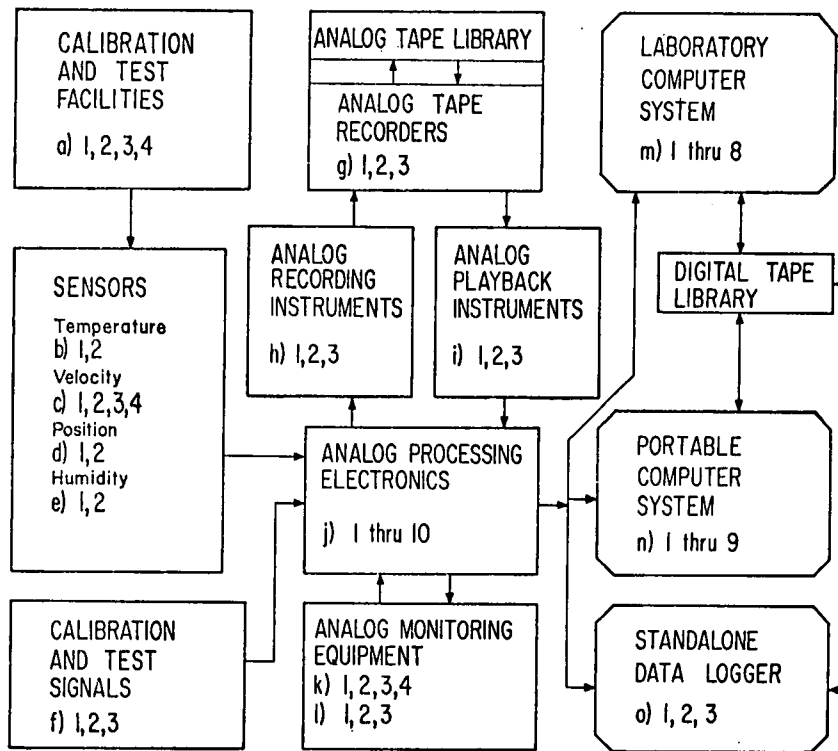 CALIBRATION
AND TEST
FACILITIES
a) 1, 2, 3, 4
ANALOG TAPE LIBRARY
ANALOG TAPE
RECORDERS
g) 1, 2, 3
LABORATORY
COMPUTER
SYSTEM
m) 1 thru 8
SENSORS
Temperature
b) 1, 2
Velocity
c) 1, 2, 3, 4
Position
d) 1, 2
Humidity
e) 1, 2
ANALOG
RECORDING
INSTRUMENTS
h) 1, 2, 3
ANALOG
PLAYBACK
INSTRUMENTS
i) 1, 2, 3
DIGITAL TAPE
LIBRARY
ANALOG PROCESSING
ELECTRONICS
j) 1 thru 10
PORTABLE
COMPUTER
SYSTEM
n) 1 thru 9
CALIBRATION
AND TEST
SIGNALS
f) 1, 2, 3
ANALOG MONITORING
EQUIPMENT
k) 1, 2, 3, 4
l) 1, 2, 3
STANDALONE
DATA LOGGER
o) 1, 2, 3